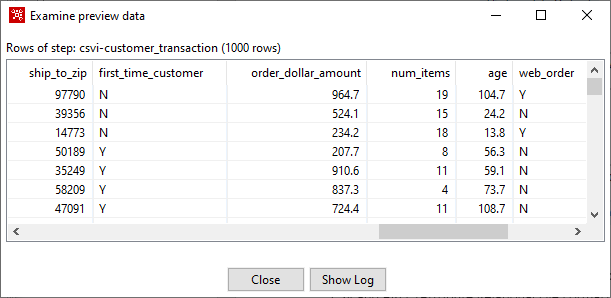 Examine preview data
Rows of step: csvi-customer_transaction (1000 rows)
ship_to_zip first_time_customer order_dollar_amount num_items age web_order
97790 N 964.7 19 104.7 Y
39356 N 524.1 15 24.2 N
14773 N 234.2 18 13.8 Y
50189 Y 207.7 8 56.3 N
35249 Y 910.6 11 59.1 N
58209 Y 837.3 4 73.7 N
47091 Y 724.4 11 108.7 N
Close Show Log